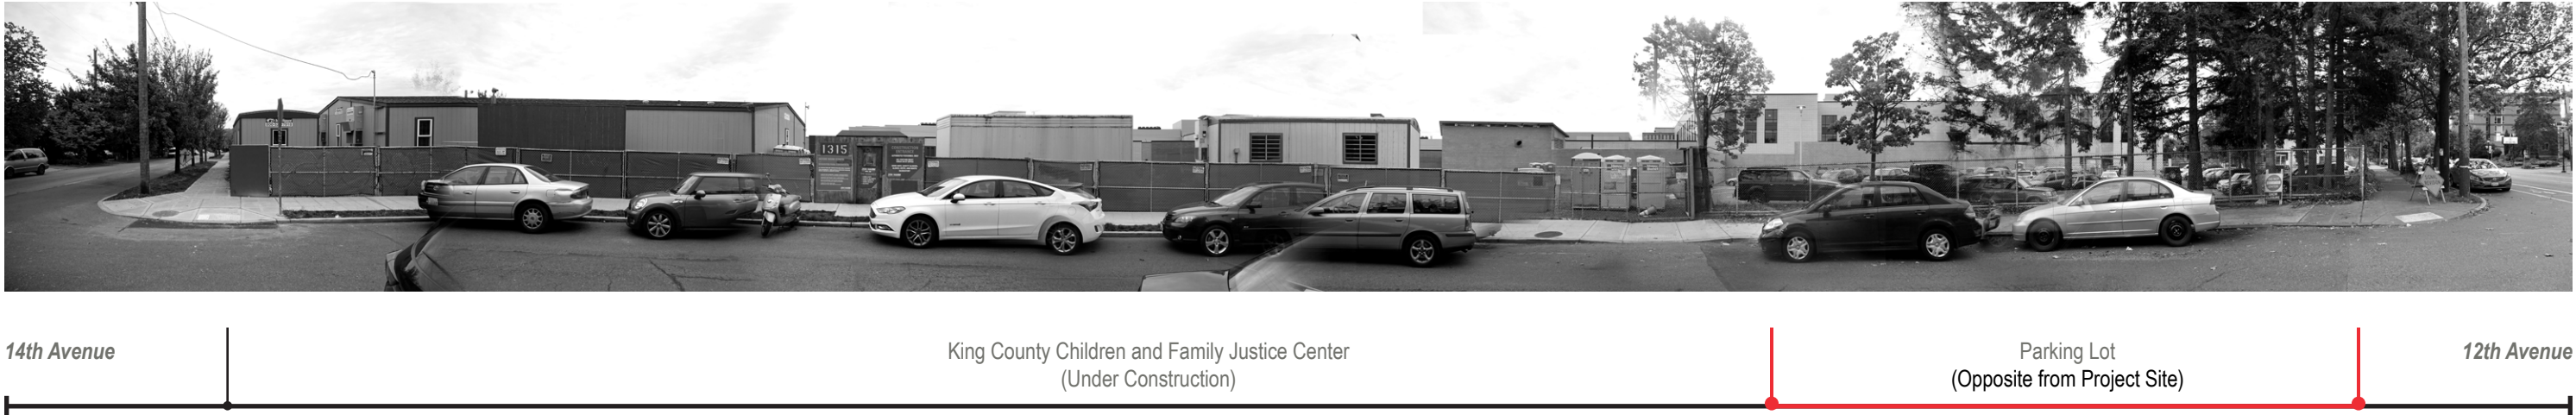 1315
14th Avenue
King County Children and Family Justice Center
(Under Construction)
Parking Lot
(Opposite from Project Site)
12th Avenue